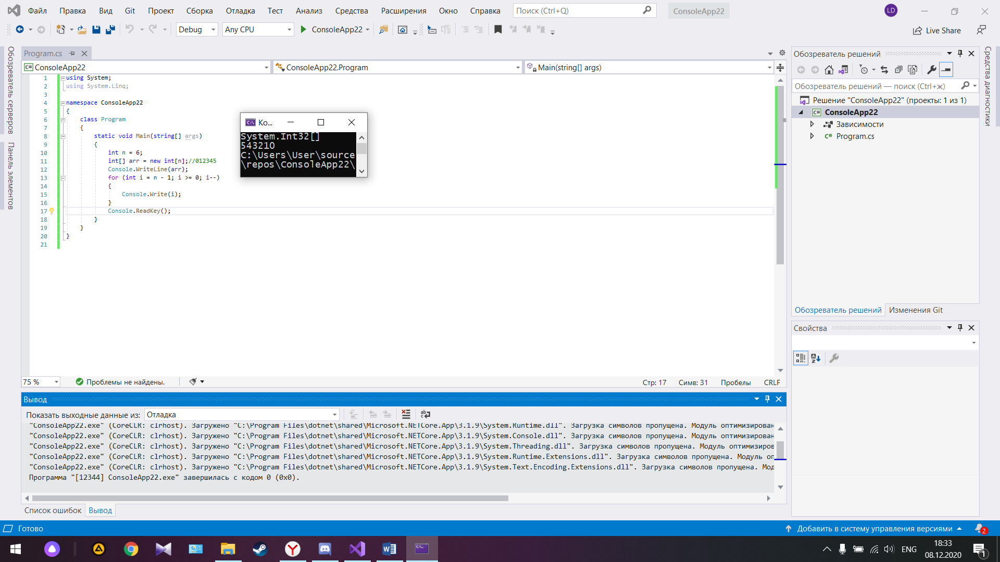 Файл Правка Вид Git Проект Сборка Отладка Тест Анализ Средства Расширения Окно Справка Поиск (Ctrl+Q) ConsoleApp22 LD
Debug Any CPU ConsoleApp22 Live Share
Обозреватель серверов
Панель элементов
Program.cs
ConsoleApp22 ConsoleApp22.Program Main(string[] args)
1 using System;
2 using System.Linq;
3
4 namespace ConsoleApp22
5 {
6 class Program
7 {
8 static void Main(string[] args)
9 {
10 int n = 6;
11 int[] arr = new int[n];//012345
12 Console.WriteLine(arr);
13 for (int i = n - 1; i >= 0; i--)
14 {
15 Console.Write(i);
16 }
17 Console.ReadKey();
18 }
19 }
20 }
21
C:\ Ко...
System.Int32[]
543210
C:\Users\User\source
\repos\ConsoleApp22\
75 % Проблемы не найдены. Стр: 17 Симв: 31 Пробелы CRLF
Вывод
Показать выходные данные из: Отладка
"ConsoleApp22.exe" (CoreCLR: clrhost). Загружено "C:\Program Files\dotnet\shared\Microsoft.NETCore.App\3.1.9\System.Runtime.dll". Загрузка символов пропущена. Модуль оптимизирован
"ConsoleApp22.exe" (CoreCLR: clrhost). Загружено "C:\Program Files\dotnet\shared\Microsoft.NETCore.App\3.1.9\System.Console.dll". Загрузка символов пропущена. Модуль оптимизирован
"ConsoleApp22.exe" (CoreCLR: clrhost). Загружено "C:\Program Files\dotnet\shared\Microsoft.NETCore.App\3.1.9\System.Threading.dll". Загрузка символов пропущена. Модуль оптимизиров
"ConsoleApp22.exe" (CoreCLR: clrhost). Загружено "C:\Program Files\dotnet\shared\Microsoft.NETCore.App\3.1.9\System.Runtime.Extensions.dll". Загрузка символов пропущена. Модуль оп
"ConsoleApp22.exe" (CoreCLR: clrhost). Загружено "C:\Program Files\dotnet\shared\Microsoft.NETCore.App\3.1.9\System.Text.Encoding.Extensions.dll". Загрузка символов пропущена. Мод
Программа "[12344] ConsoleApp22.exe" завершилась с кодом 0 (0x0).
Список ошибок Вывод
Обозреватель решений
Обозреватель решений — поиск (Ctrl+ж)
Решение "ConsoleApp22" (проекты: 1 из 1)
C# ConsoleApp22
Зависимости
C# Program.cs
Обозреватель решений Изменения Git
Свойства
Средства диагностики
Готово Добавить в систему управления версиями 2
ENG 18:33
08.12.2020 1